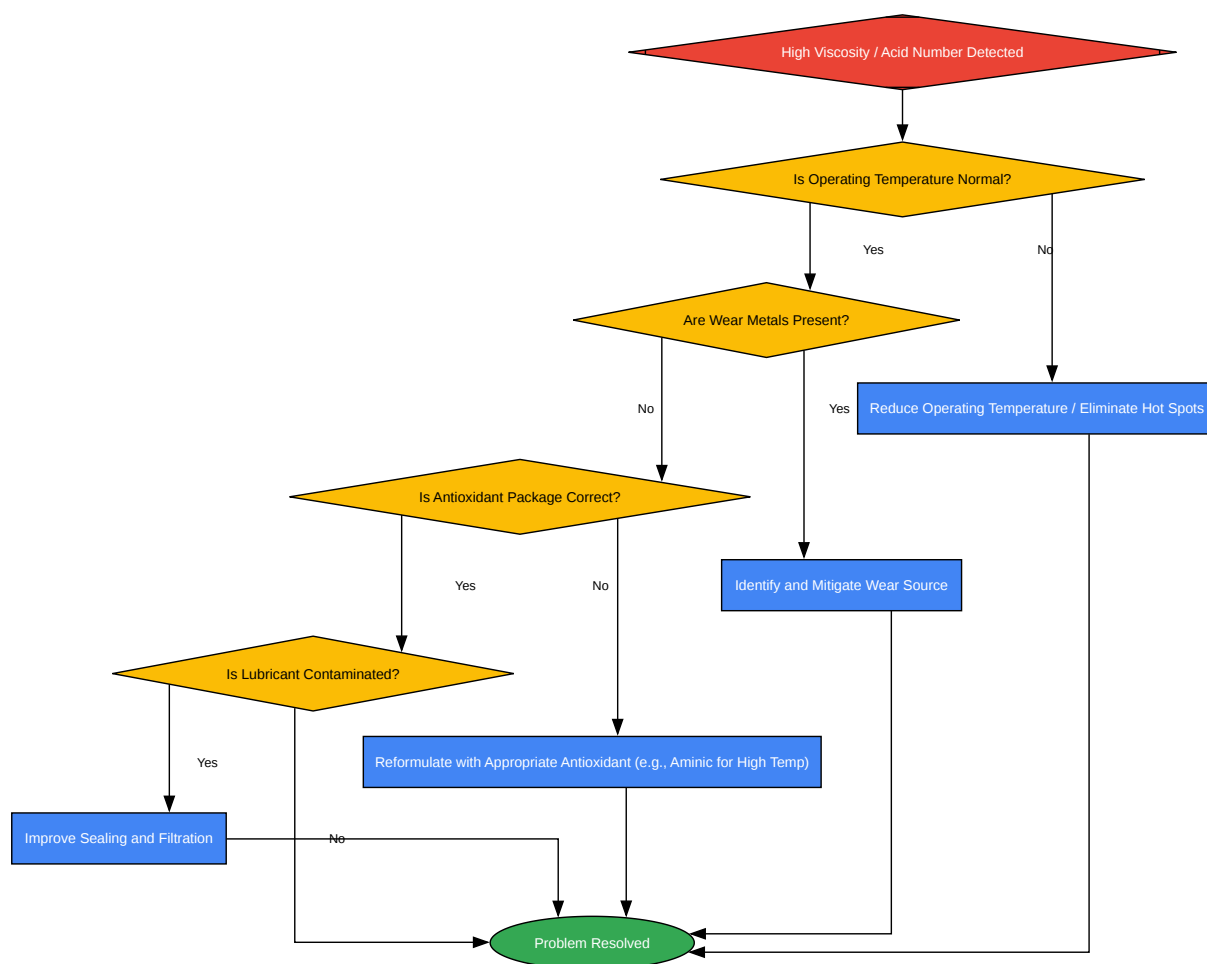 High Viscosity / Acid Number Detected
Is Operating Temperature Normal?
Yes
No
Are Wear Metals Present?
No
Yes
Reduce Operating Temperature / Eliminate Hot Spots
Is Antioxidant Package Correct?
Yes
No
Identify and Mitigate Wear Source
Is Lubricant Contaminated?
Yes
Reformulate with Appropriate Antioxidant (e.g., Aminic for High Temp)
Improve Sealing and Filtration
No
Problem Resolved